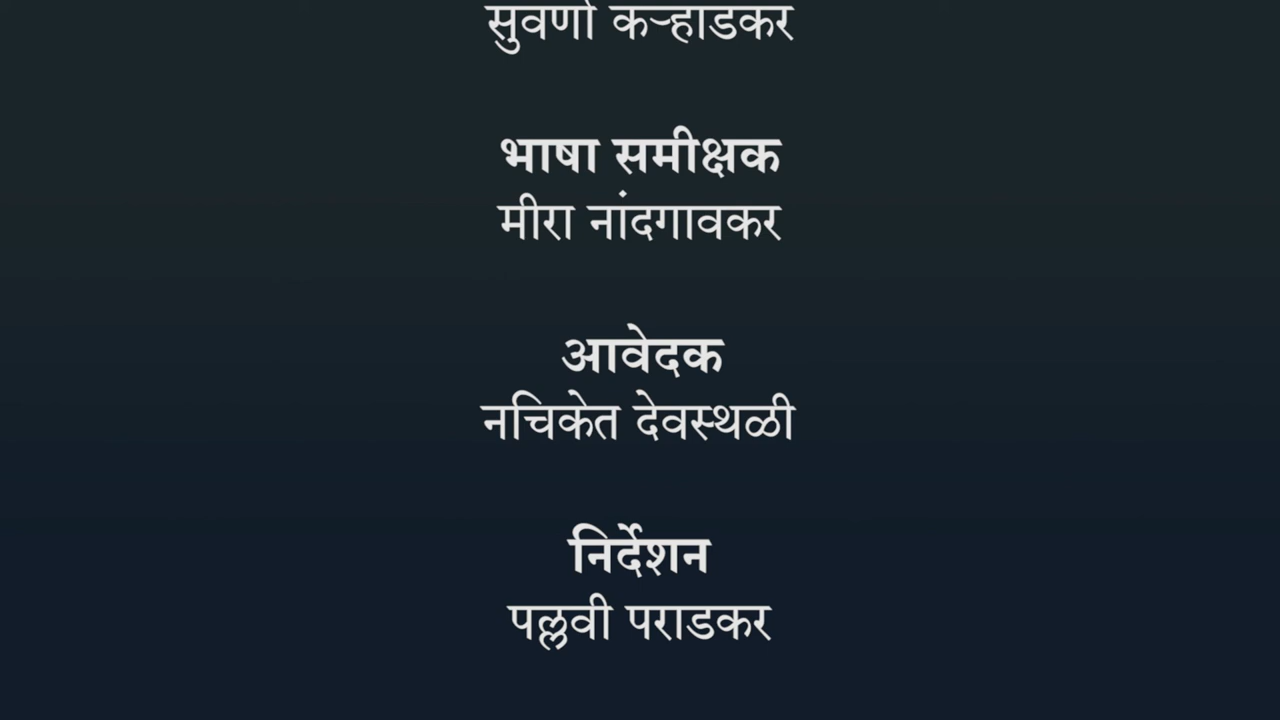 सुवर्णा कऱ्हाडकर
भाषा समीक्षक
मीरा नांदगावकर
आवेदक
नचिकेत देवस्थळी
निर्देशन
पल्लवी पराडकर